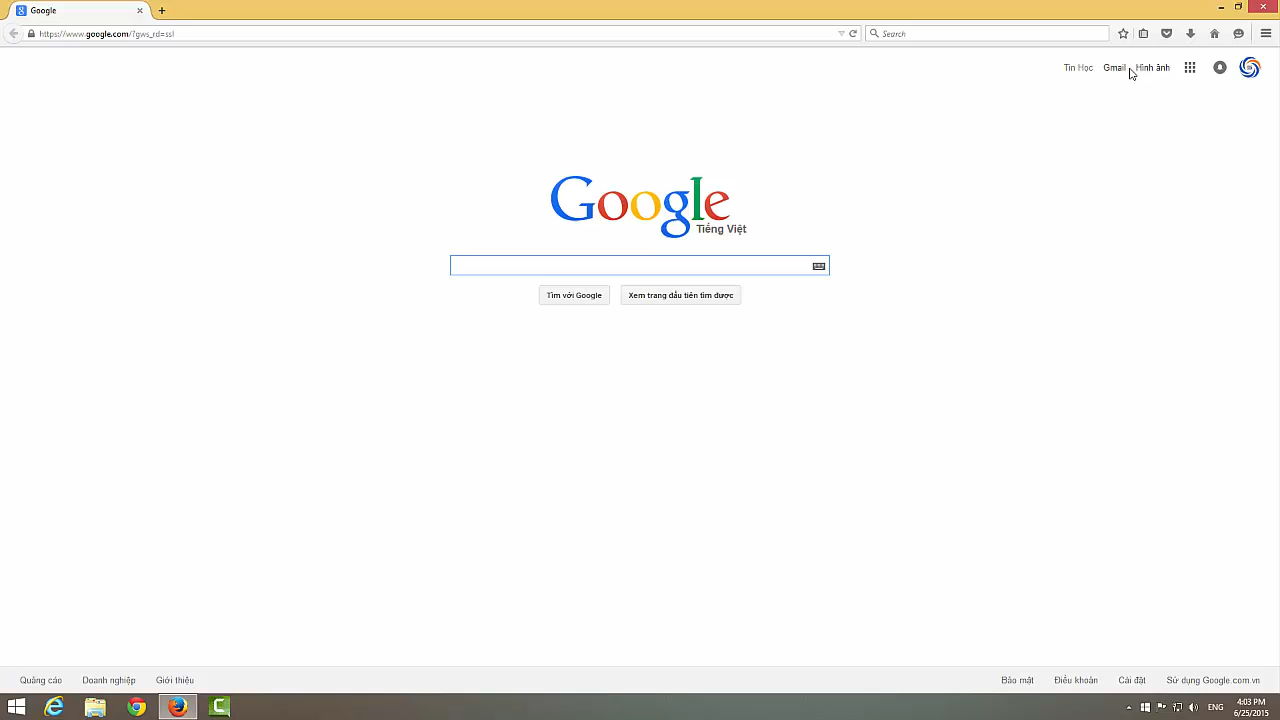 Google
https://www.google.com/?gws_rd=ssl
Search
Tin Học Gmail Hình ảnh
Google
Tiếng Việt
Tìm với Google Xem trang đầu tiên tìm được
Quảng cáo Doanh nghiệp Giới thiệu Bảo mật Điều khoản Cài đặt Sử dụng Google.com.vn
ENG 4:03 PM
6/25/2015